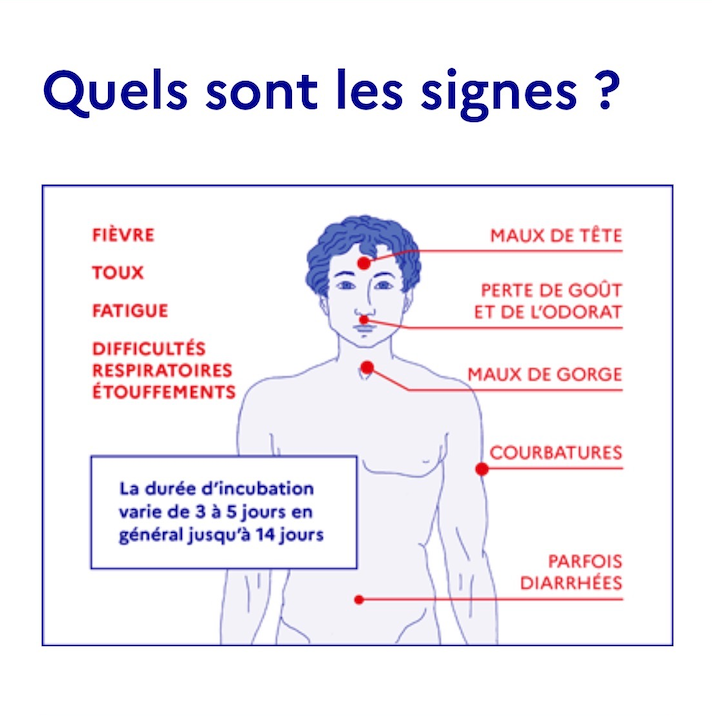 Quels sont les signes ?
FIÈVRE
TOUX
FATIGUE
DIFFICULTÉS
RESPIRATOIRES
ÉTOUFFEMENTS
MAUX DE TÊTE
PERTE DE GOÛT
ET DE L'ODORAT
MAUX DE GORGE
COURBATURES
PARFOIS
DIARRHÉES
La durée d'incubation
varie de 3 à 5 jours en
général jusqu'à 14 jours